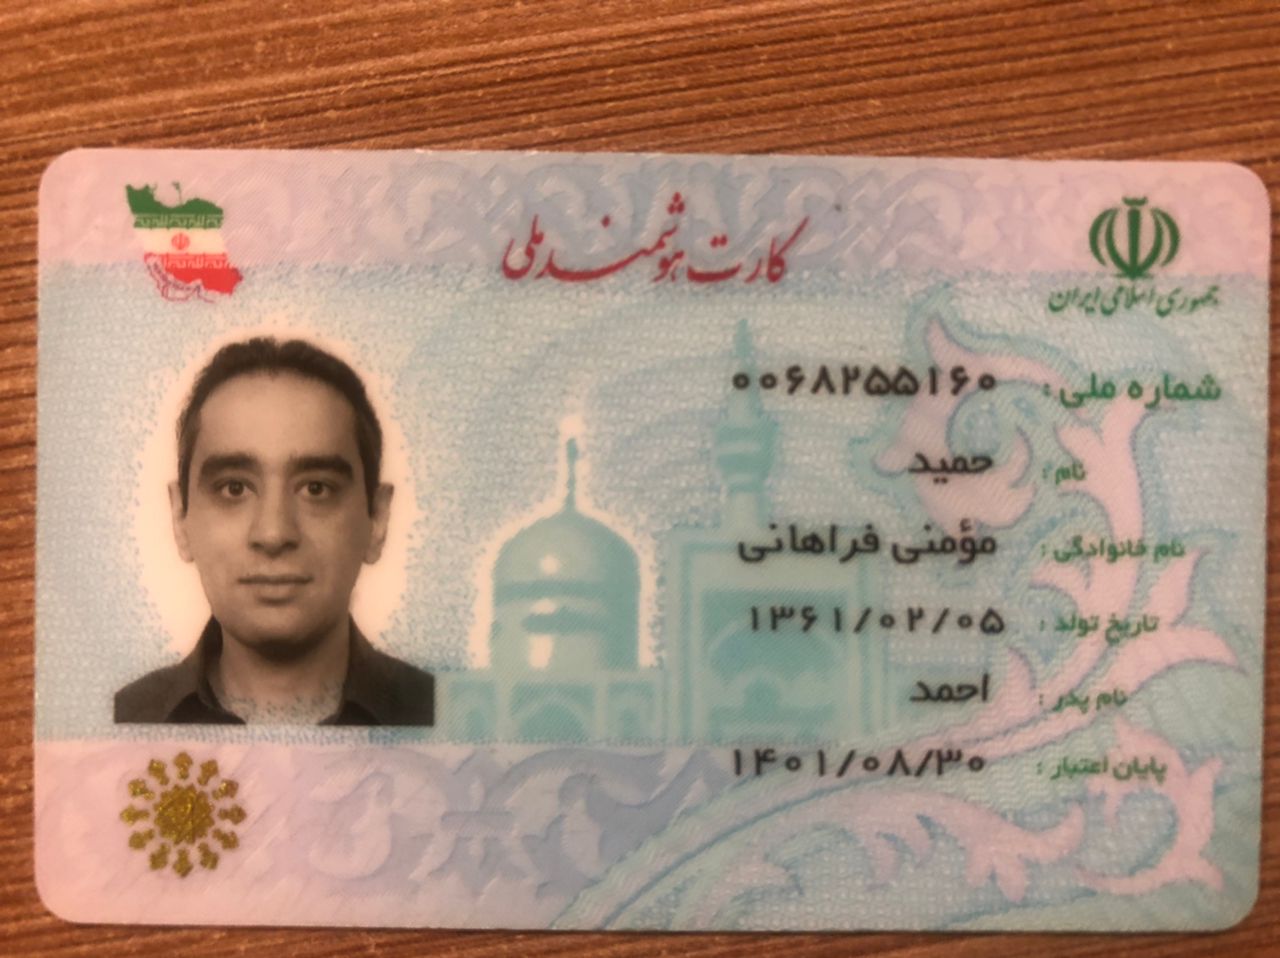 کارت هوشمند ملی
جمهوری اسلامی ایران
شماره ملی: ۰۰۶۸۲۵۵۱۶۰
نام: حمید
نام خانوادگی: مؤمنی فراهانی
تاریخ تولد: ۱۳۶۱/۰۲/۰۵
نام پدر: احمد
پایان اعتبار: ۱۴۰۱/۰۸/۳۰